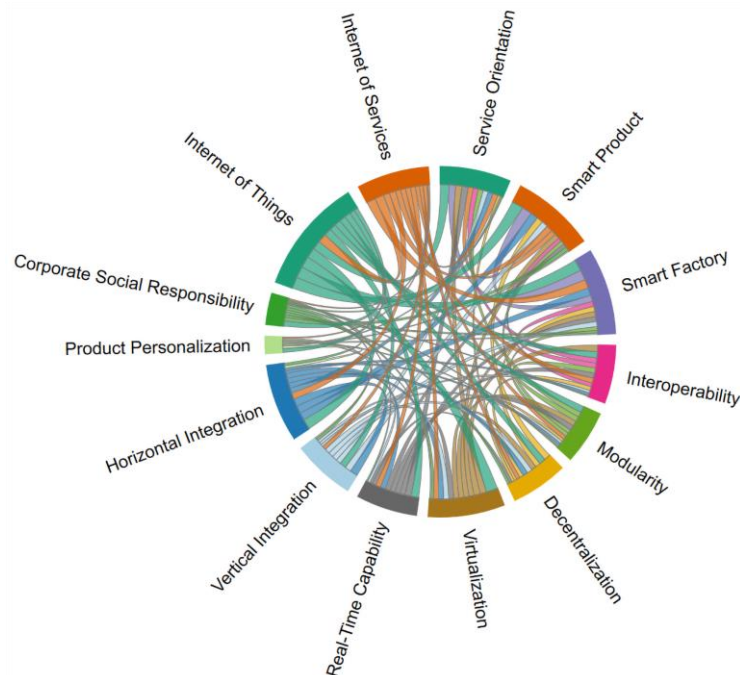 Internet of Services
Service Orientation
Smart Product
Smart Factory
Interoperability
Modularity
Decentralization
Virtualization
Real-Time Capability
Vertical Integration
Horizontal Integration
Product Personalization
Corporate Social Responsibility
Internet of Things